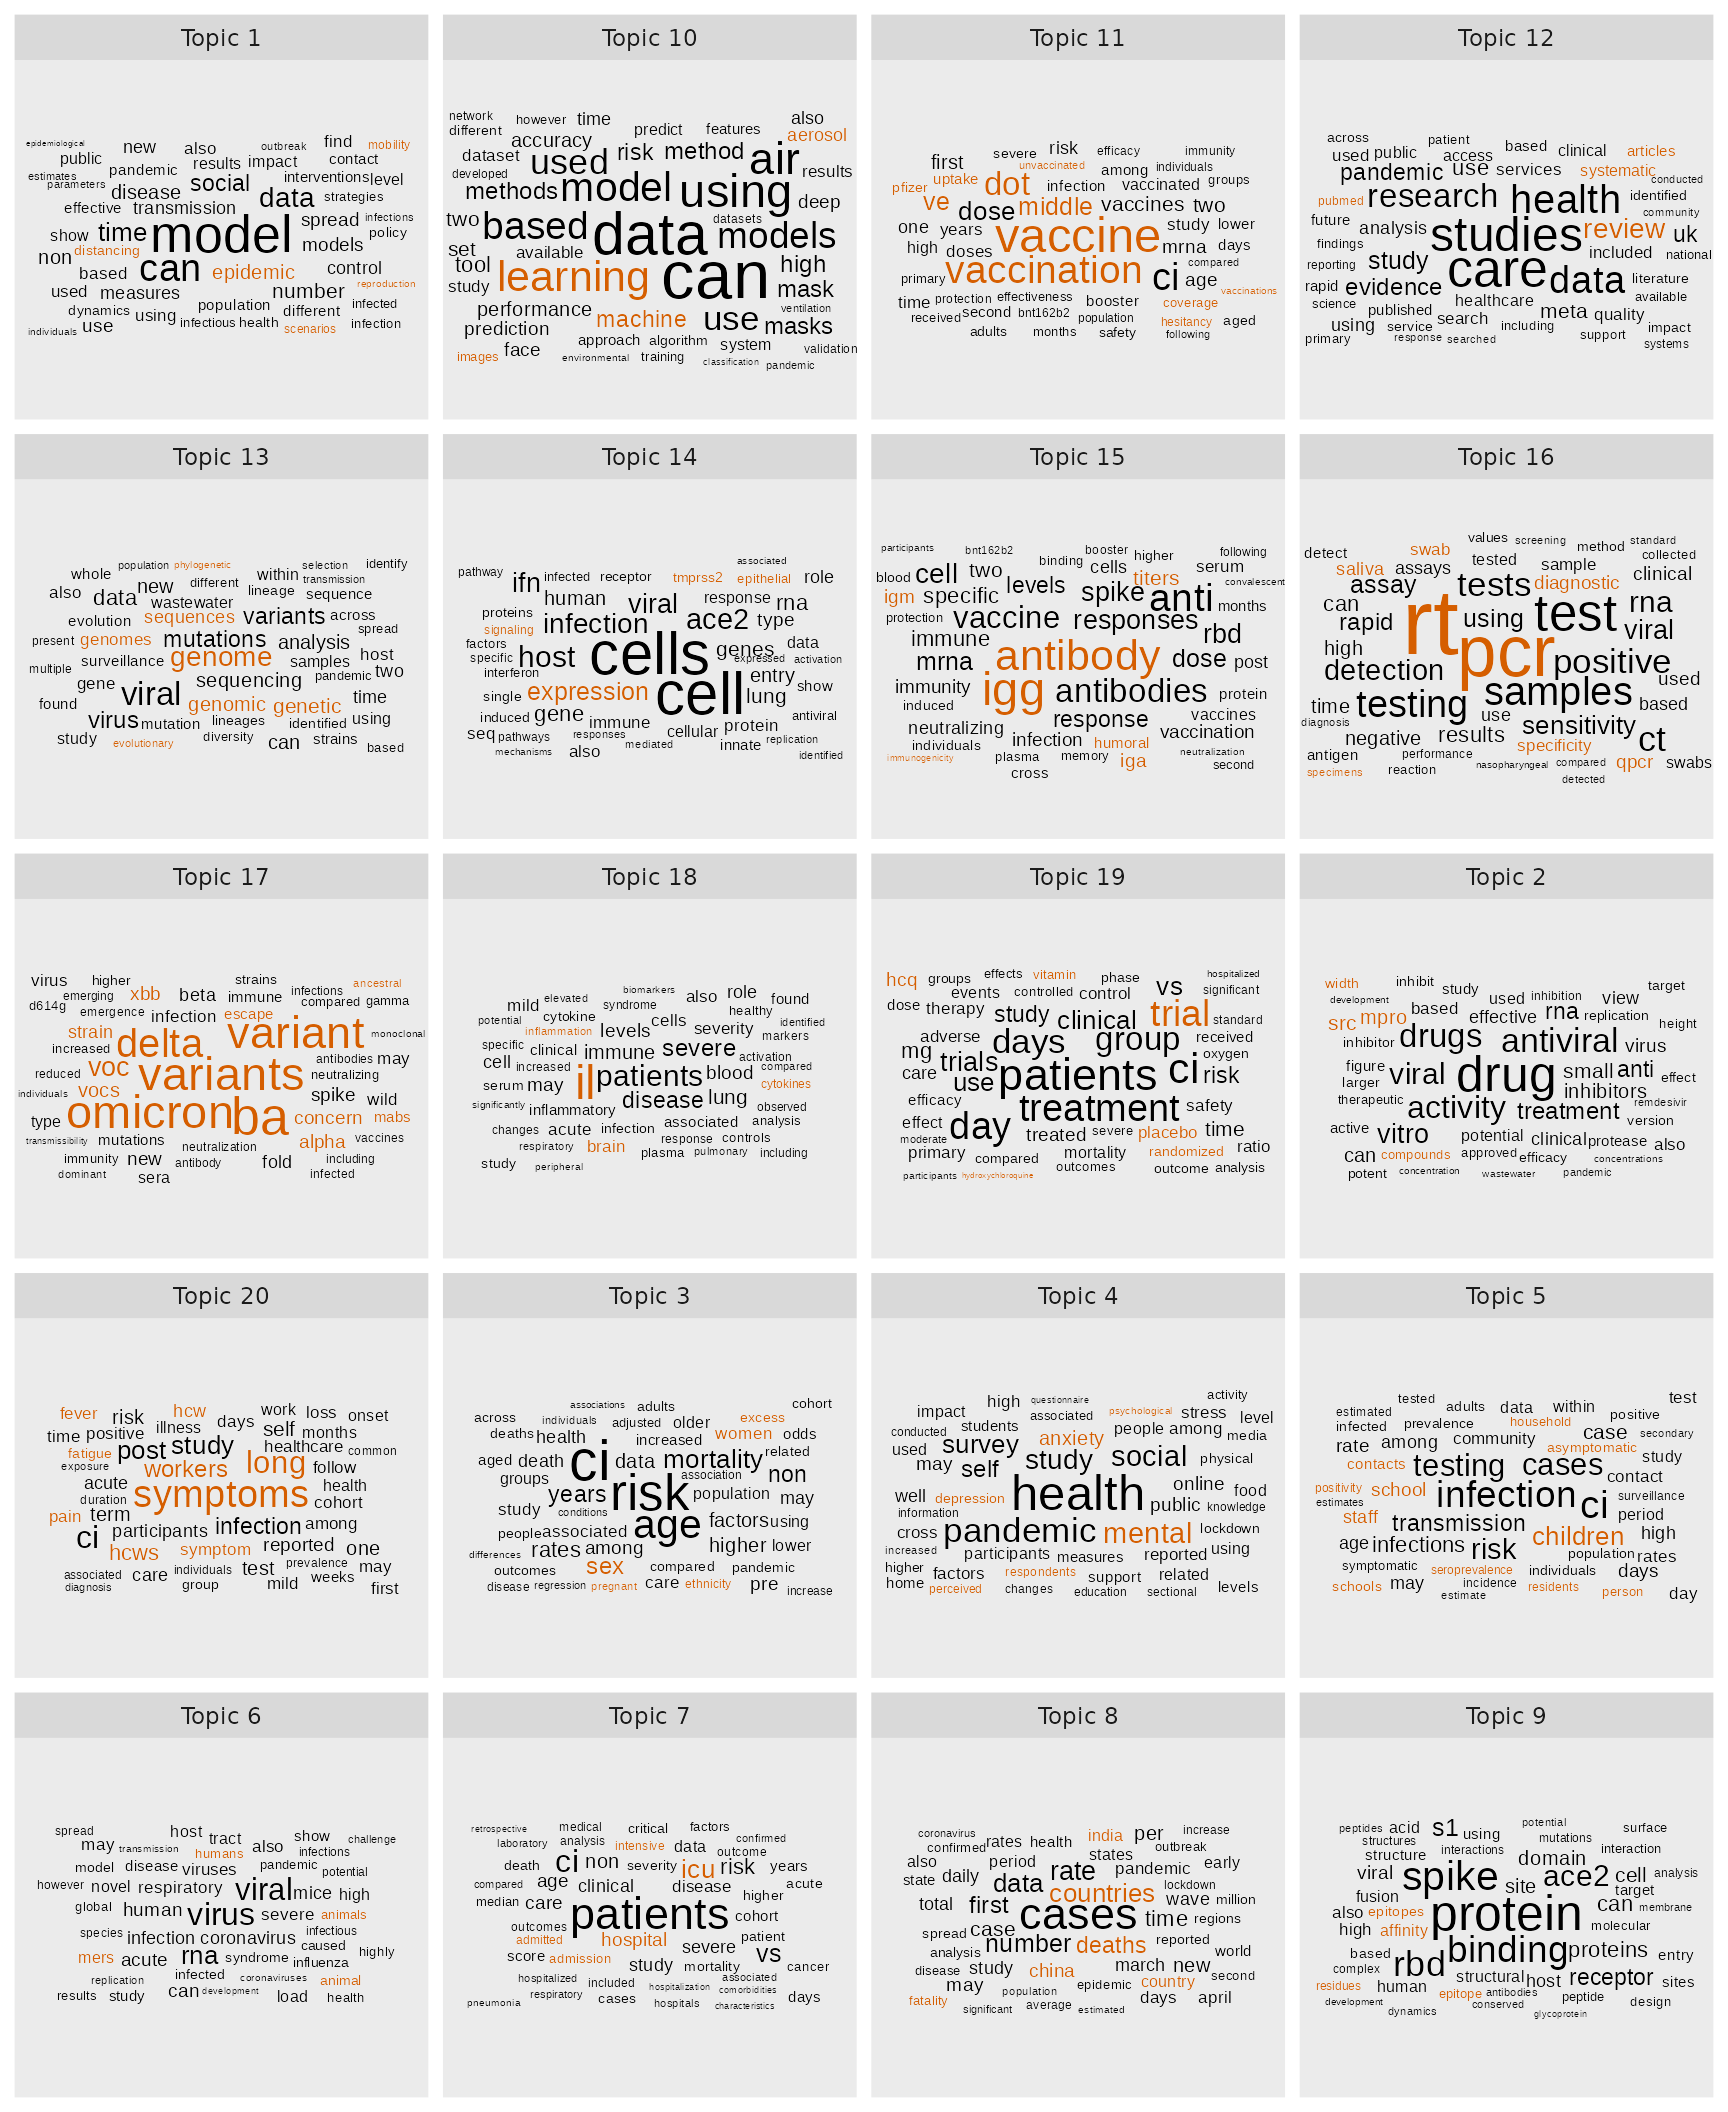 Topic 1
epidemiological new also outbreak find mobility
public pandemic results impact contact
estimates parameters disease social interventions level
effective transmission data strategies
show time model spread infections policy
non distancing can models
based epidemic control reproduction
used measures number
dynamics using population different infected
individuals use infectious health scenarios infection
Topic 10
network however time also
different accuracy predict features aerosol
dataset used risk method air results
developed methods model using deep
two based data datasets models
set available
tool learning can high
study mask
performance machine use ventilation
prediction masks
face approach algorithm system validation
images environmental training classification pandemic
Topic 11
severe risk efficacy immunity
first unvaccinated among individuals
pfizer uptake dot infection vaccinated groups
ve dose middle vaccines two
one years vaccine study lower
high doses mrna days
primary vaccination ci compared age
vaccinations
time protection effectiveness booster coverage
received second bnt162b2 population hesitancy aged
adults months safety following
Topic 12
across patient based clinical articles
used public access
pandemic use services systematic conducted
pubmed research health identified
future analysis studies review community uk
findings included national
reporting study care data literature
rapid evidence available
science published healthcare meta quality
using service search including impact
primary response searched support systems
Topic 13
whole population phylogenetic selection identify
also new different within transmission
data wastewater lineage sequence
evolution sequences variants across
present genomes mutations analysis spread
multiple surveillance genome samples host
gene sequencing pandemic two
found viral genomic genetic time
virus mutation lineages identified using
study evolutionary diversity can strains based
Topic 14
pathway associated
ifn infected receptor tmprss2 epithelial role
human viral response rna
proteins signaling infection ace2 type
factors genes data
specific host cells expressed activation
interferon entry
single expression cell lung show
induced gene immune antiviral
seq pathways responses cellular protein
mechanisms also mediated innate replication identified
Topic 15
participants bnt162b2 booster higher following
blood cell two binding cells serum
levels titers convalescent
igm specific spike anti months
protection vaccine responses
immune rbd
mrna antibody dose post
immunity igg antibodies protein
induced response vaccines
neutralizing infection vaccination
individuals humoral neutralization
immunogenicity plasma memory iga second
cross
Topic 16
values screening method standard
detect swab tested sample collected
saliva assays clinical
assay tests diagnostic
can rt using test rna
rapid viral
high pcr positive
detection used
time testing samples based
diagnosis use sensitivity
negative results ct
antigen performance specificity
specimens reaction nasopharyngeal compared qpcr swabs
detected
Topic 17
virus higher strains ancestral
d614g emerging xbb beta immune infections compared gamma
emergence infection escape
strain delta variant monoclonal
increased antibodies may
reduced voc variants neutralizing
individuals vocs spike wild
type omicron ba concern mabs
transmissibility mutations alpha vaccines
neutralization
immunity new antibody fold including
dominant sera infected
Topic 18
biomarkers
mild elevated syndrome also role found
potential cytokine healthy identified
inflammation levels cells severity markers
specific clinical immune severe activation
cell increased il patients blood compared
serum may disease lung cytokines
significantly inflammatory observed
changes acute infection associated analysis
respiratory brain response controls
plasma pulmonary including
study peripheral
Topic 19
hcq groups effects vitamin phase vs hospitalized
events controlled control significant
dose therapy study clinical trial standard
adverse days group received
mg trials oxygen
care use patients ci risk
efficacy treatment safety
effect day
moderate treated severe placebo time
primary compared mortality randomized ratio
outcomes outcome analysis
participants hydroxychloroquine
Topic 2
width inhibit study target
development used inhibition view
src mpro based effective rna replication height
inhibitor drugs antiviral virus
figure viral drug small anti effect
larger inhibitors
therapeutic activity treatment remdesivir
active vitro version
potential clinical protease also
can compounds approved efficacy concentrations
potent concentration wastewater pandemic
Topic 20
fever hcw work loss onset
risk illness days self months
time positive
fatigue post study healthcare common
exposure workers long follow
acute health
duration symptoms cohort
pain term
ci participants infection among
hcws symptom reported one
associated care individuals test prevalence may
diagnosis group mild weeks first
Topic 3
associations adults cohort
across individuals adjusted older excess
deaths health increased women odds
aged death ci data mortality related
groups association non
years risk population may
study conditions
people associated age factors using
rates among higher lower
differences
outcomes sex compared pandemic
disease regression pregnant care ethnicity pre increase
Topic 4
high questionnaire activity
impact associated psychological stress level
conducted students people among media
used survey anxiety
may self study social physical
well depression health online food
information public knowledge
cross pandemic mental lockdown
increased participants measures reported using
higher factors respondents support related
home perceived changes education sectional levels
Topic 5
tested adults data within test
estimated positive
infected prevalence household case secondary
rate among community asymptomatic study
contacts testing cases contact
positivity school infection ci surveillance
estimates
staff transmission period
age infections risk children high
population rates
symptomatic seroprevalence individuals days
schools may incidence residents person day
estimate
Topic 6
spread host tract show challenge
may transmission also infections
humans
model disease viruses pandemic potential
however novel respiratory viral mice high
global human virus severe animals
species infection coronavirus infectious
caused
mers acute rna syndrome influenza highly
replication infected coronaviruses animal
results study can development load health
Topic 7
retrospective medical critical factors
laboratory analysis intensive data confirmed
outcome
death ci non severity icu risk years
compared age clinical disease acute
median care higher
outcomes patients cohort
admitted hospital patient
score admission severe vs
study mortality cancer
hospitalized included hospitalization associated
respiratory comorbidities
pneumonia cases hospitals characteristics days
Topic 8
coronavirus rates health india per increase
confirmed outbreak
also period states pandemic early
state daily data rate lockdown
total first countries wave million
case cases time regions
spread number deaths reported
analysis world
disease study china march new second
may population epidemic country
fatality significant average estimated days april
Topic 9
peptides acid s1 using potential surface
structures mutations
structure interactions domain interaction
viral spike site ace2 cell analysis
fusion target
also epitopes protein can membrane
high affinity molecular
based rbd binding proteins entry
complex structural host receptor sites
residues human epitope antibodies peptide
development conserved design
dynamics glycoprotein